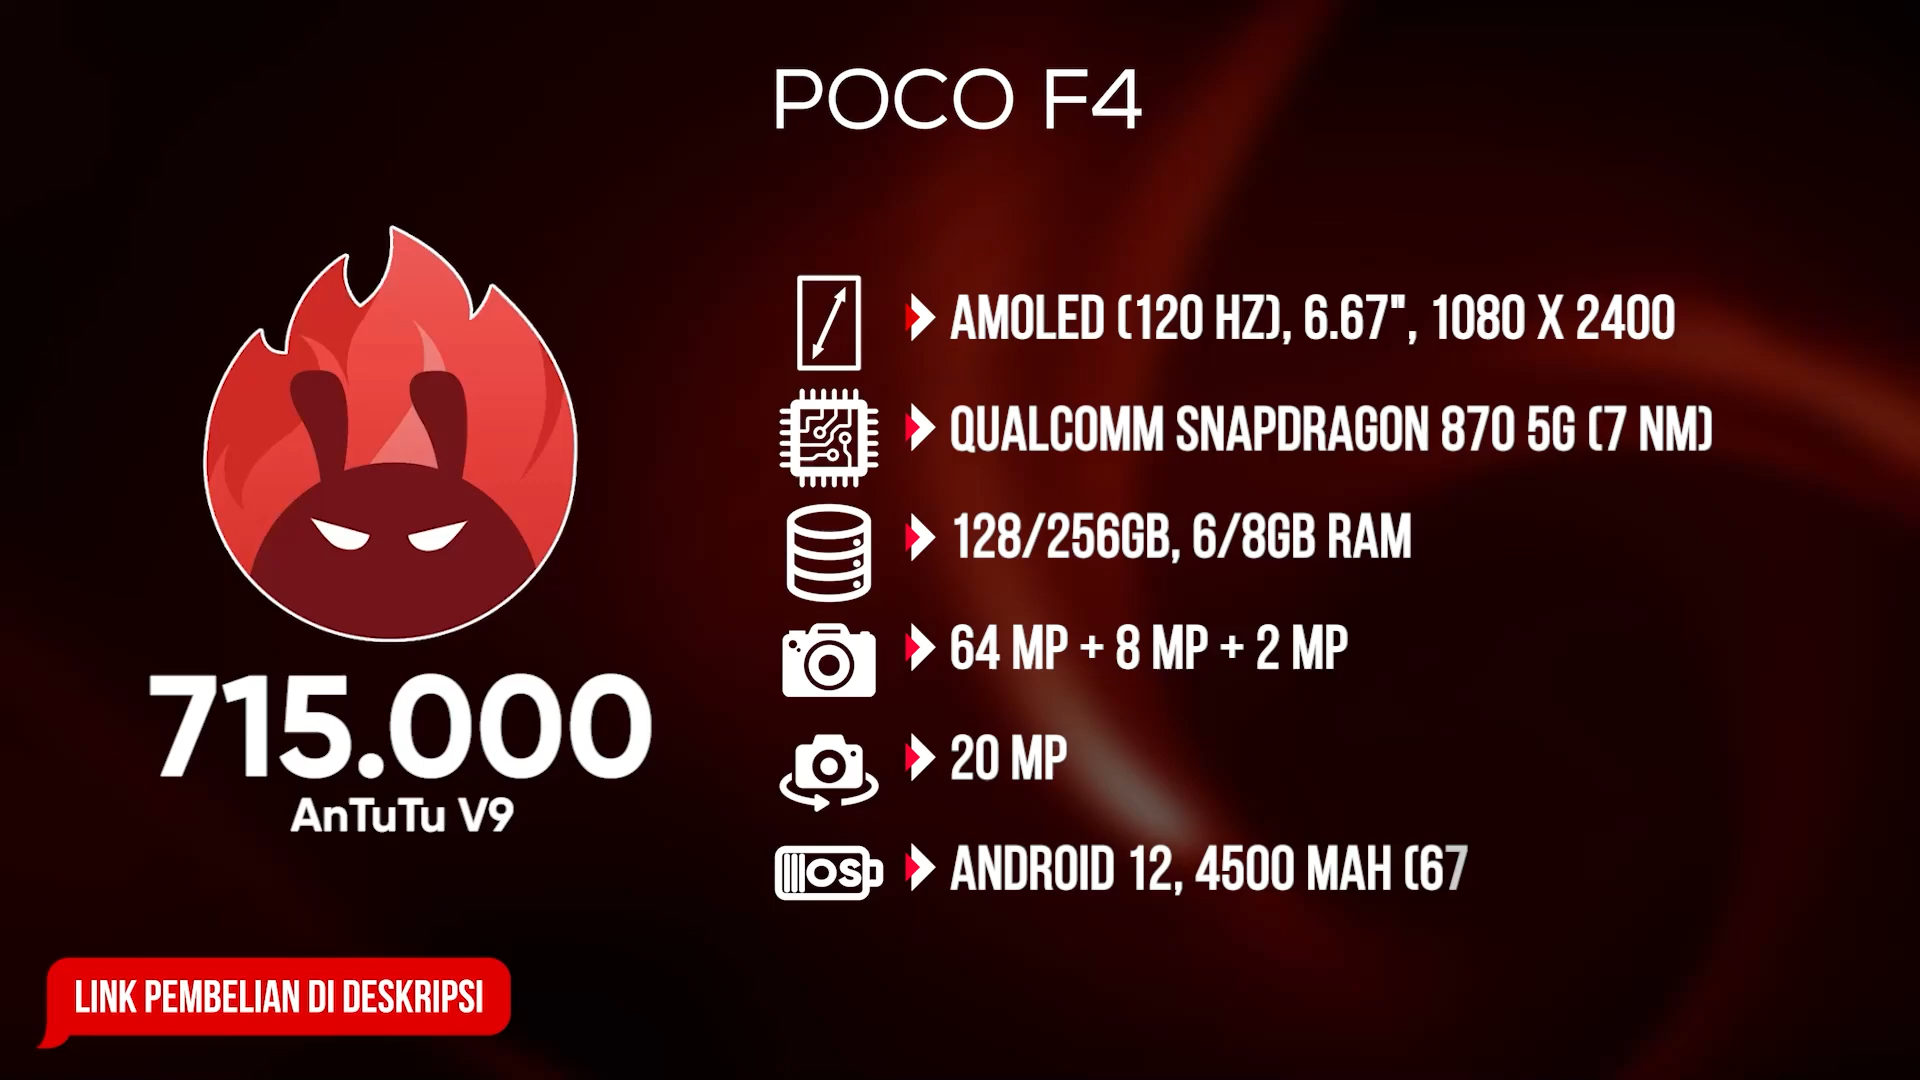 POCO F4
AMOLED (120 HZ), 6.67", 1080 X 2400
QUALCOMM SNAPDRAGON 870 5G (7 NM)
128/256GB, 6/8GB RAM
64 MP + 8 MP + 2 MP
20 MP
OS
ANDROID 12, 4500 MAH (67
715.000
AnTuTu V9
LINK PEMBELIAN DI DESKRIPSI